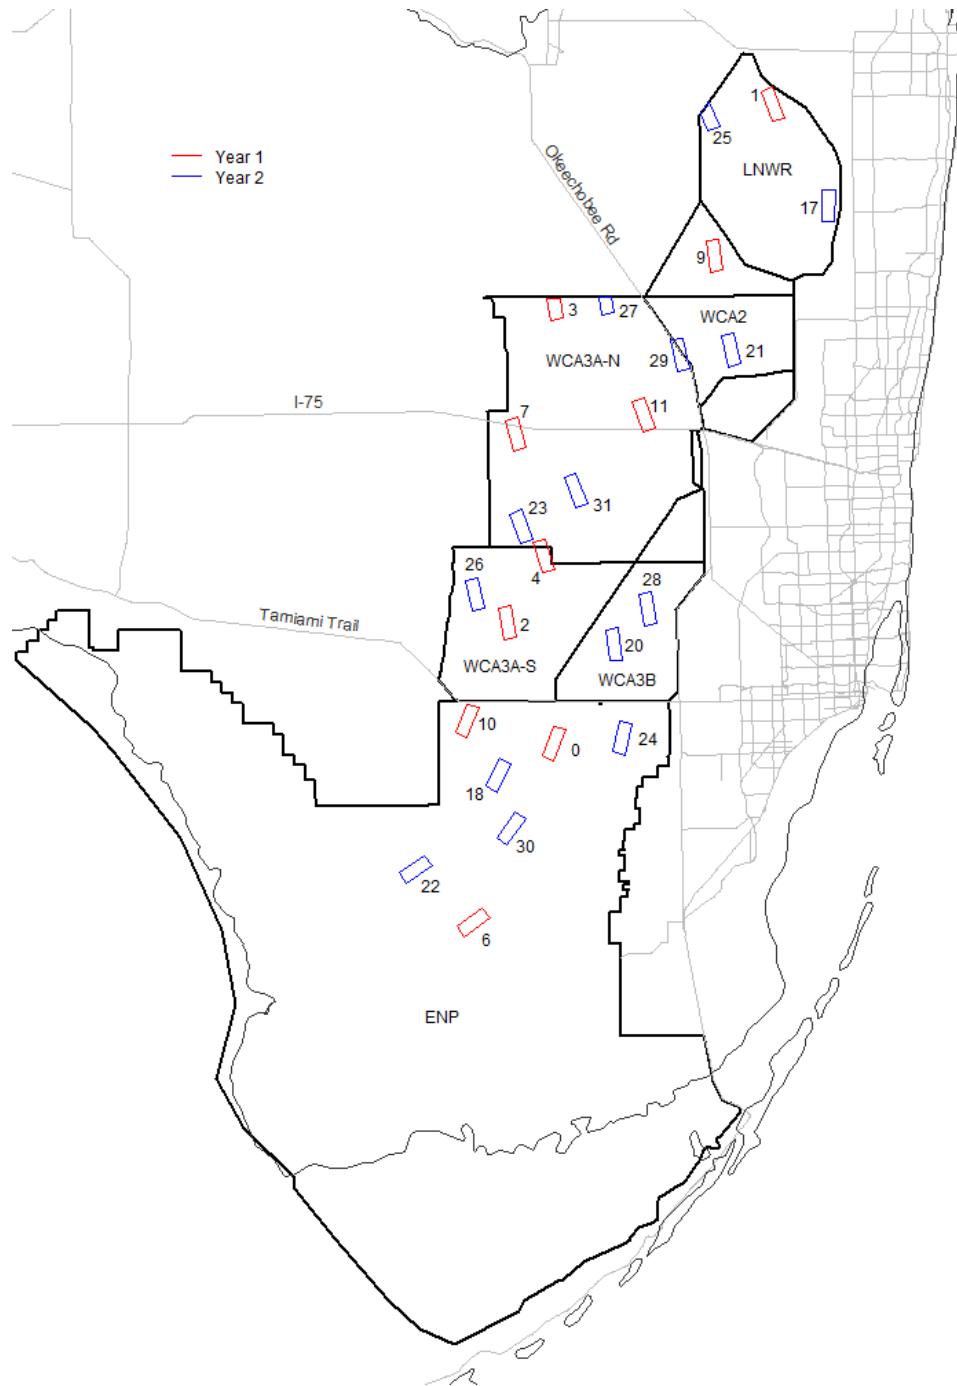 1
25
LNWR
Year 1
Year 2
Okeechobee Rd
17
9
3
27
WCA2
29
21
WCA3A-N
I-75
7
11
31
23
4
26
28
Tamiami Trail
2
20
WCA3A-S
WCA3B
10
0
24
18
30
22
6
ENP